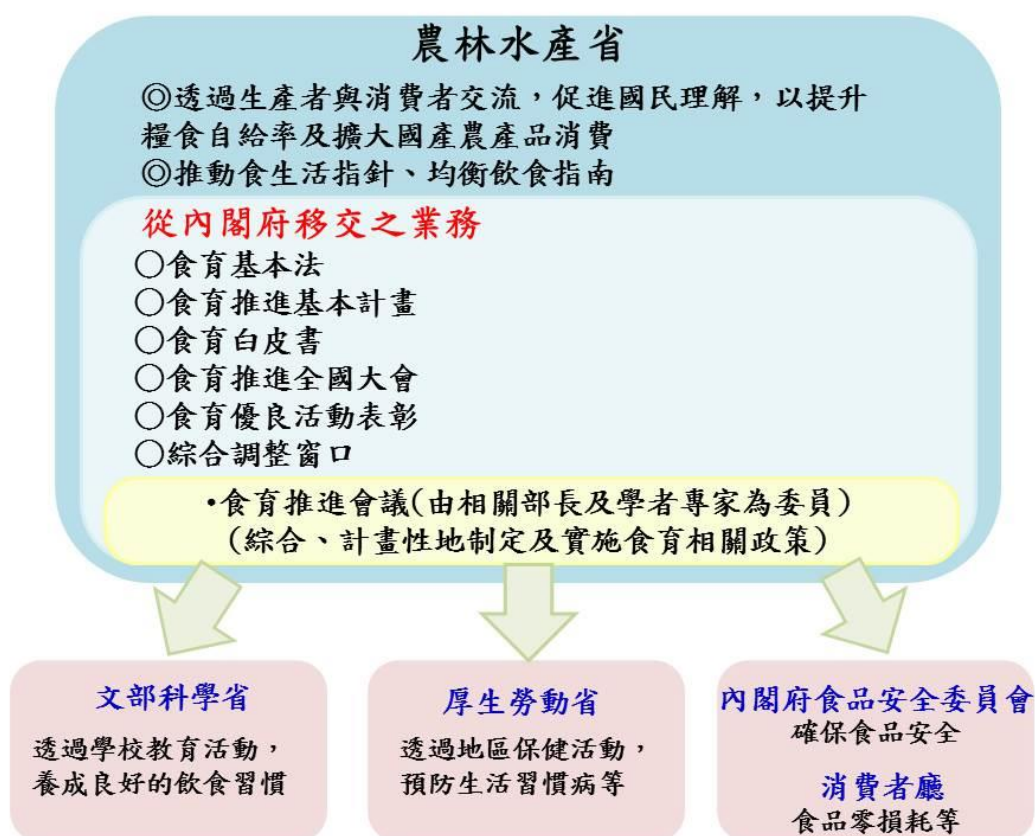 農林水產省
◎透過生產者與消費者交流，促進國民理解，以提升
糧食自給率及擴大國產農產品消費
◎推動食生活指針、均衡飲食指南
從內閣府移交之業務
○食育基本法
○食育推進基本計畫
○食育白皮書
○食育推進全國大會
○食育優良活動表彰
○綜合調整窗口
•食育推進會議(由相關部長及學者專家為委員)
(綜合、計畫性地制定及實施食育相關政策)
文部科學省
透過學校教育活動，
養成良好的飲食習慣
厚生勞動省
透過地區保健活動，
預防生活習慣病等
內閣府食品安全委員會
確保食品安全
消費者廳
食品零損耗等